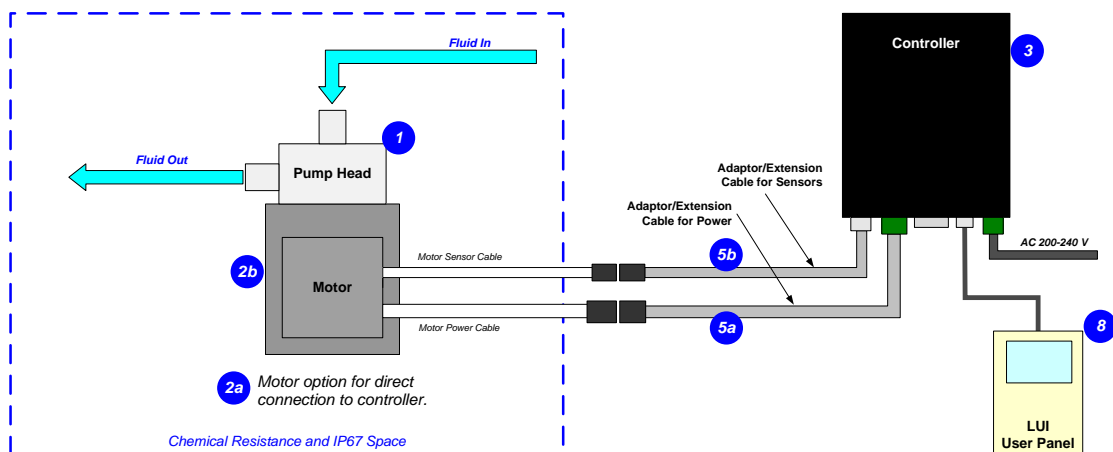 Fluid In
Controller
3
1
Fluid Out
Pump Head
Adaptor/Extension
Cable for Sensors
Adaptor/Extension
Cable for Power
AC 200-240 V
Motor Sensor Cable
5b
2b
Motor
5a
Motor Power Cable
8
2a
Motor option for direct
connection to controller.
LUI
User Panel
Chemical Resistance and IP67 Space